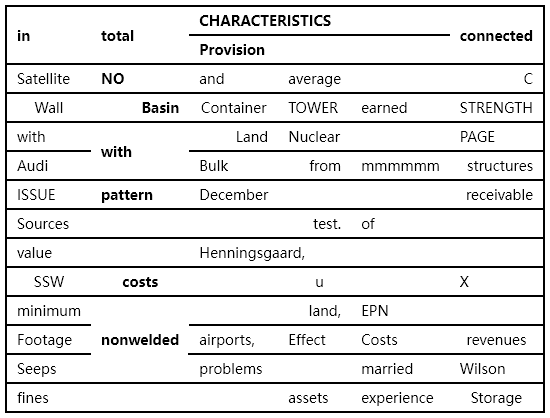 in total CHARACTERISTICS connected
Provision
Satellite NO and average C
Wall Basin Container TOWER earned STRENGTH
with with Land Nuclear PAGE
Audi Bulk from mmmmmm structures
ISSUE pattern December receivable
Sources test. of
value Henningsgaard,
SSW costs u X
minimum land, EPN
Footage nonwelded airports, Effect Costs revenues
Seeps problems married Wilson
fines assets experience Storage